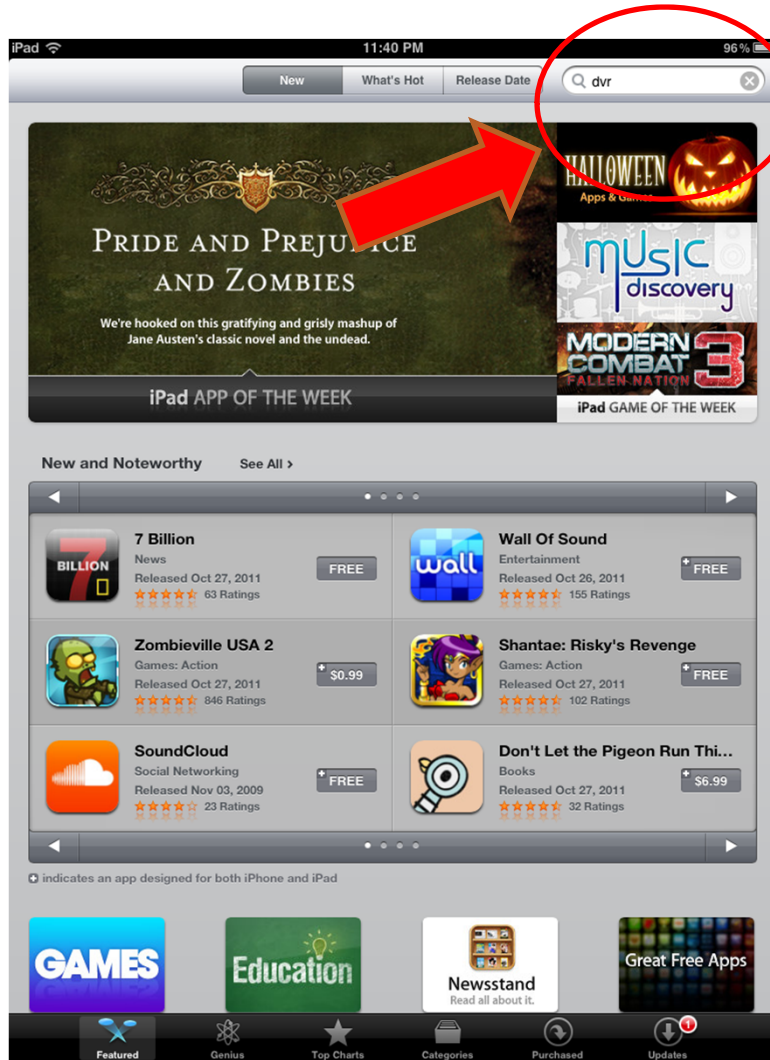 iPad 11:40 PM 96%
New What's Hot Release Date dvr
PRIDE AND PREJUDICE
AND ZOMBIES
We're hooked on this gratifying and grisly mashup of
Jane Austen's classic novel and the undead.
iPad APP OF THE WEEK
HALLOWEEN
Apps & Games
music
discovery
MODERN
COMBAT 3
FALLEN NATION
iPad GAME OF THE WEEK
New and Noteworthy See All >
7 Billion
News
Released Oct 27, 2011
63 Ratings
FREE
7
BILLION
Wall Of Sound
Entertainment
Released Oct 26, 2011
155 Ratings
+ FREE
wall
Zombieville USA 2
Games: Action
Released Oct 27, 2011
846 Ratings
+ $0.99
Shantae: Risky's Revenge
Games: Action
Released Oct 27, 2011
102 Ratings
+ FREE
SoundCloud
Social Networking
Released Nov 03, 2009
23 Ratings
+ FREE
Don't Let the Pigeon Run Thi...
Books
Released Oct 27, 2011
32 Ratings
+ $6.99
+ indicates an app designed for both iPhone and iPad
GAMES
Education
Newsstand
Read all about it.
Great Free Apps
Featured Genius Top Charts Categories Purchased Updates 1